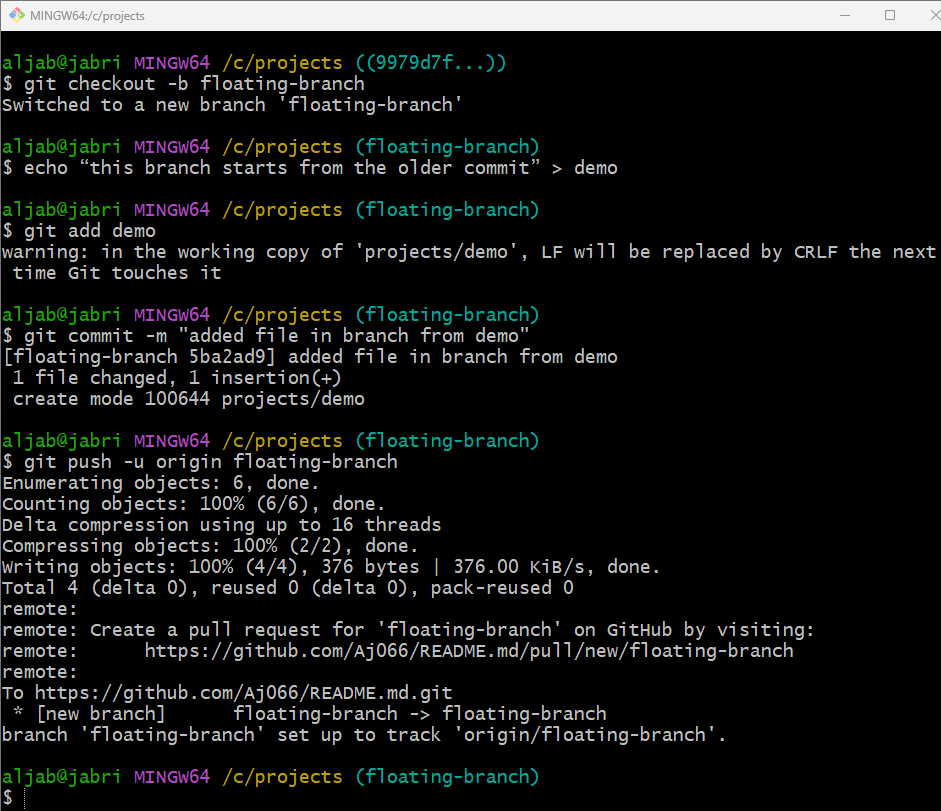 MINGW64:/c/projects
aljab@jabri MINGW64 /c/projects ((9979d7f...))
$ git checkout -b floating-branch
Switched to a new branch 'floating-branch'
aljab@jabri MINGW64 /c/projects (floating-branch)
$ echo “this branch starts from the older commit” > demo
aljab@jabri MINGW64 /c/projects (floating-branch)
$ git add demo
warning: in the working copy of 'projects/demo', LF will be replaced by CRLF the next
 time Git touches it
aljab@jabri MINGW64 /c/projects (floating-branch)
$ git commit -m "added file in branch from demo"
[floating-branch 5ba2ad9] added file in branch from demo
 1 file changed, 1 insertion(+)
 create mode 100644 projects/demo
aljab@jabri MINGW64 /c/projects (floating-branch)
$ git push -u origin floating-branch
Enumerating objects: 6, done.
Counting objects: 100% (6/6), done.
Delta compression using up to 16 threads
Compressing objects: 100% (2/2), done.
Writing objects: 100% (4/4), 376 bytes | 376.00 KiB/s, done.
Total 4 (delta 0), reused 0 (delta 0), pack-reused 0
remote:
remote: Create a pull request for 'floating-branch' on GitHub by visiting:
remote:      https://github.com/Aj066/README.md/pull/new/floating-branch
remote:
To https://github.com/Aj066/README.md.git
 * [new branch]      floating-branch -> floating-branch
branch 'floating-branch' set up to track 'origin/floating-branch'.
aljab@jabri MINGW64 /c/projects (floating-branch)
$